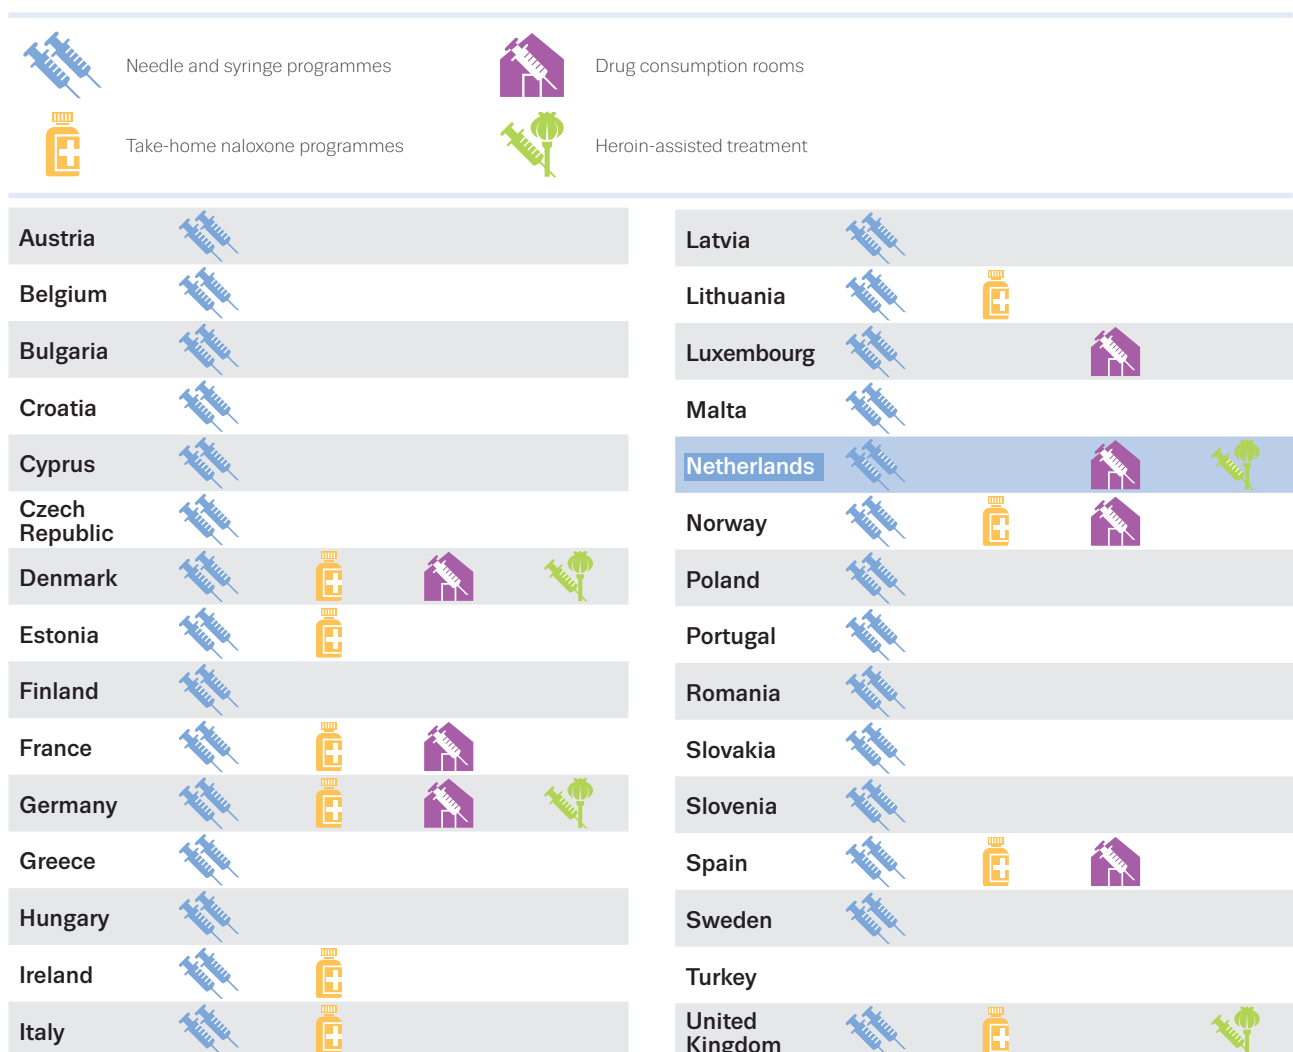 Needle and syringe programmes
Drug consumption rooms
Take-home naloxone programmes
Heroin-assisted treatment
Austria
Belgium
Bulgaria
Croatia
Cyprus
Czech
Republic
Denmark
Estonia
Finland
France
Germany
Greece
Hungary
Ireland
Italy
Latvia
Lithuania
Luxembourg
Malta
Netherlands
Norway
Poland
Portugal
Romania
Slovakia
Slovenia
Spain
Sweden
Turkey
United
Kingdom